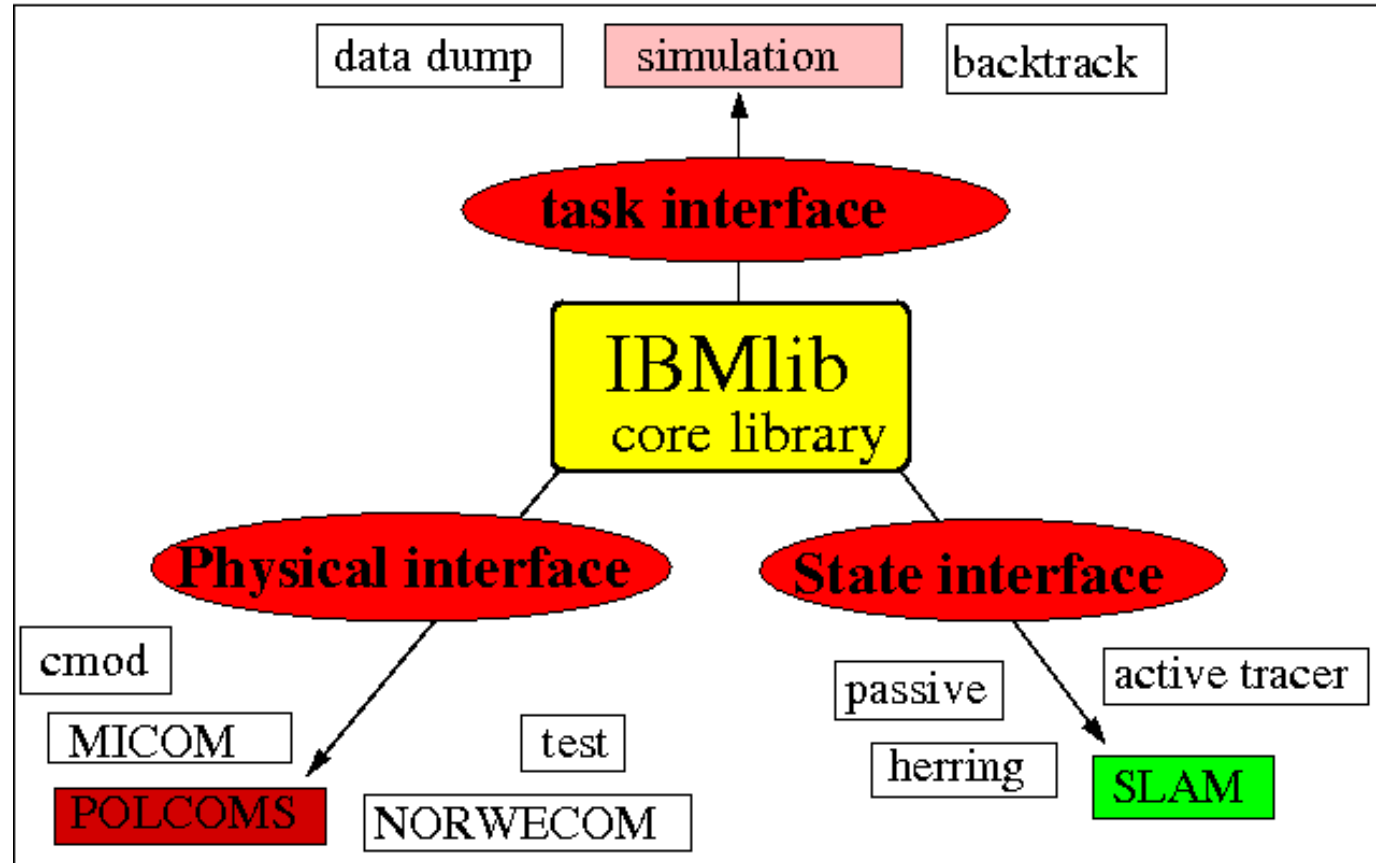 data dump
simulation
backtrack
task interface
IBMlib
core library
Physical interface
State interface
cmod
MICOM
POLCOMS
test
NORWECOM
passive
active tracer
herring
SLAM